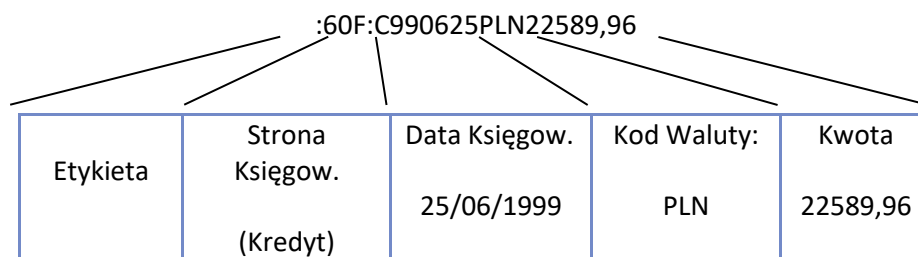 :60F:C990625PLN22589,96
Etykieta
Strona
Księgow.
(Kredyt)
Data Księgow.
25/06/1999
Kod Waluty:
PLN
Kwota
22589,96